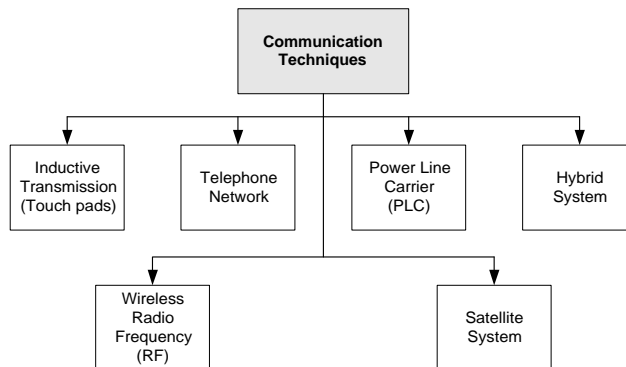 Communication
Techniques
Inductive
Transmission
(Touch pads)
Telephone
Network
Power Line
Carrier
(PLC)
Hybrid
System
Wireless
Radio
Frequency
(RF)
Satellite
System